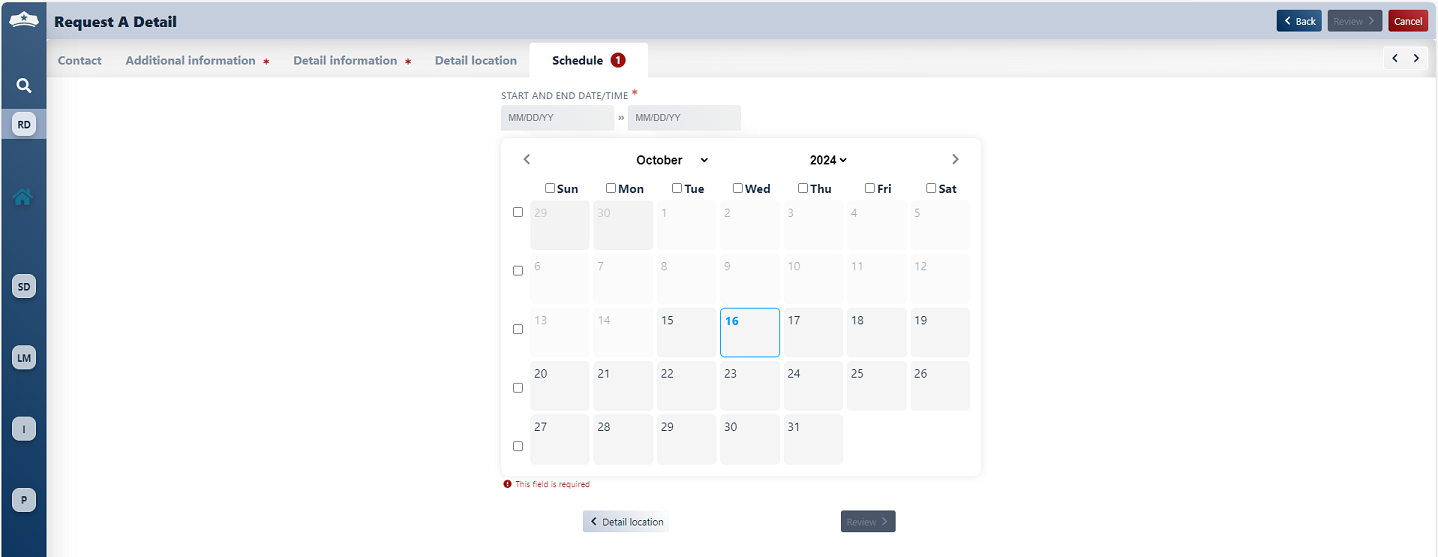 Request A Detail
Back Review Cancel
Contact Additional information * Detail information * Detail location Schedule 1
RD
SD
LM
I
P
START AND END DATE/TIME *
MM/DD/YY » MM/DD/YY
October 2024
Sun Mon Tue Wed Thu Fri Sat
29 30 1 2 3 4 5
6 7 8 9 10 11 12
13 14 15 16 17 18 19
20 21 22 23 24 25 26
27 28 29 30 31
This field is required
Detail location Review